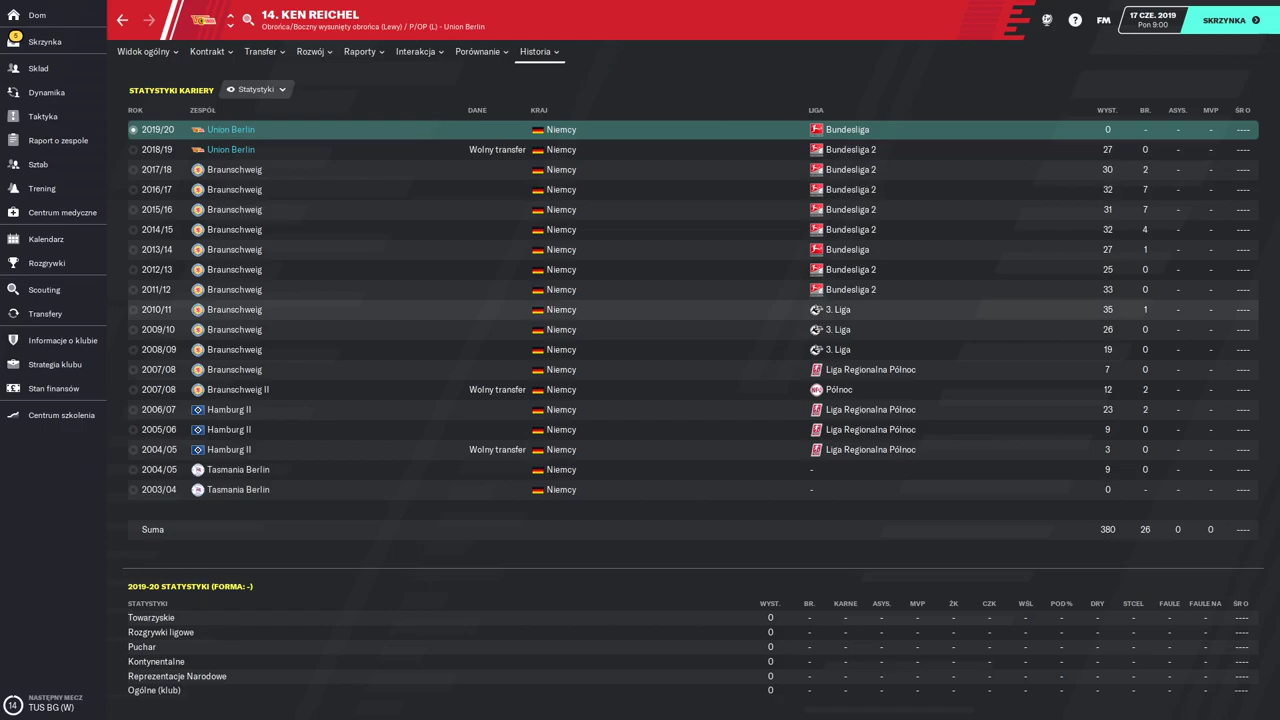 Dom
5
Skrzynka
Skład
Dynamika
Taktyka
Raport o zespole
Sztab
Trening
Centrum medyczne
Kalendarz
Rozgrywki
Scouting
Transfery
Informacje o klubie
Strategia klubu
Stan finansów
Centrum szkolenia
14 NASTĘPNY MECZ
TUS BG (W)
14. KEN REICHEL
Obrońca/Boczny wysunięty obrońca (Lewy) / P/OP (L) - Union Berlin
? FM
17 CZE. 2019
Pon 9:00
SKRZYNKA
Widok ogólny Kontrakt Transfer Rozwój Raporty Interakcja Porównanie Historia
STATYSTYKI KARIERY Statystyki
ROK ZESPÓŁ DANE KRAJ LIGA WYST. BR. ASYS. MVP ŚR O
2019/20 Union Berlin Niemcy Bundesliga 0 - - - ----
2018/19 Union Berlin Wolny transfer Niemcy Bundesliga 2 27 0 - - ----
2017/18 Braunschweig Niemcy Bundesliga 2 30 2 - - ----
2016/17 Braunschweig Niemcy Bundesliga 2 32 7 - - ----
2015/16 Braunschweig Niemcy Bundesliga 2 31 7 - - ----
2014/15 Braunschweig Niemcy Bundesliga 2 32 4 - - ----
2013/14 Braunschweig Niemcy Bundesliga 27 1 - - ----
2012/13 Braunschweig Niemcy Bundesliga 2 25 0 - - ----
2011/12 Braunschweig Niemcy Bundesliga 2 33 0 - - ----
2010/11 Braunschweig Niemcy 3. Liga 35 1 - - ----
2009/10 Braunschweig Niemcy 3. Liga 26 0 - - ----
2008/09 Braunschweig Niemcy 3. Liga 19 0 - - ----
2007/08 Braunschweig Niemcy Liga Regionalna Północ 7 0 - - ----
2007/08 Braunschweig II Wolny transfer Niemcy Północ 12 2 - - ----
2006/07 Hamburg II Niemcy Liga Regionalna Północ 23 2 - - ----
2005/06 Hamburg II Niemcy Liga Regionalna Północ 9 0 - - ----
2004/05 Hamburg II Wolny transfer Niemcy Liga Regionalna Północ 3 0 - - ----
2004/05 Tasmania Berlin Niemcy - 9 0 - - ----
2003/04 Tasmania Berlin Niemcy - 0 - - - ----
Suma 380 26 0 0 ----
2019-20 STATYSTYKI (FORMA: -)
STATYSTYKI WYST. BR. KARNE ASYS. MVP ŻK CZK WŚL POD % DRY STCEL FAULE FAULE NA ŚR O
Towarzyskie 0 - - - - - - - - - - - - ----
Rozgrywki ligowe 0 - - - - - - - - - - - - ----
Puchar 0 - - - - - - - - - - - - ----
Kontynentalne 0 - - - - - - - - - - - - ----
Reprezentacje Narodowe 0 - - - - - - - - - - - - ----
Ogólne (klub) 0 - - - - - - - - - - - - ----